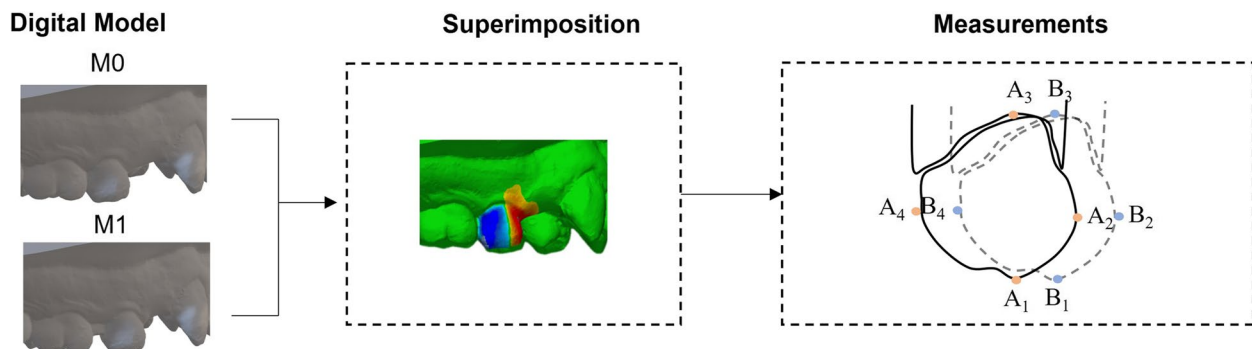 Digital Model
Superimposition
Measurements
M0
M1
A3 B3
A4 B4 A2 B2
A1 B1